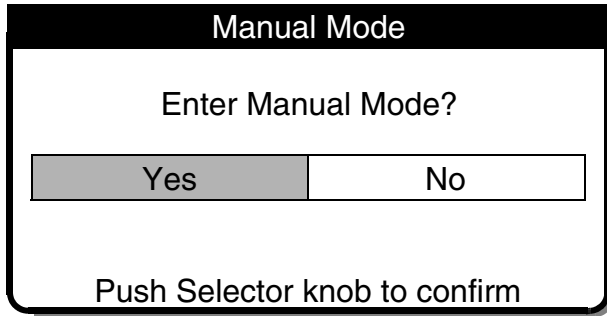 Manual Mode
Enter Manual Mode?
Yes No
Push Selector knob to confirm